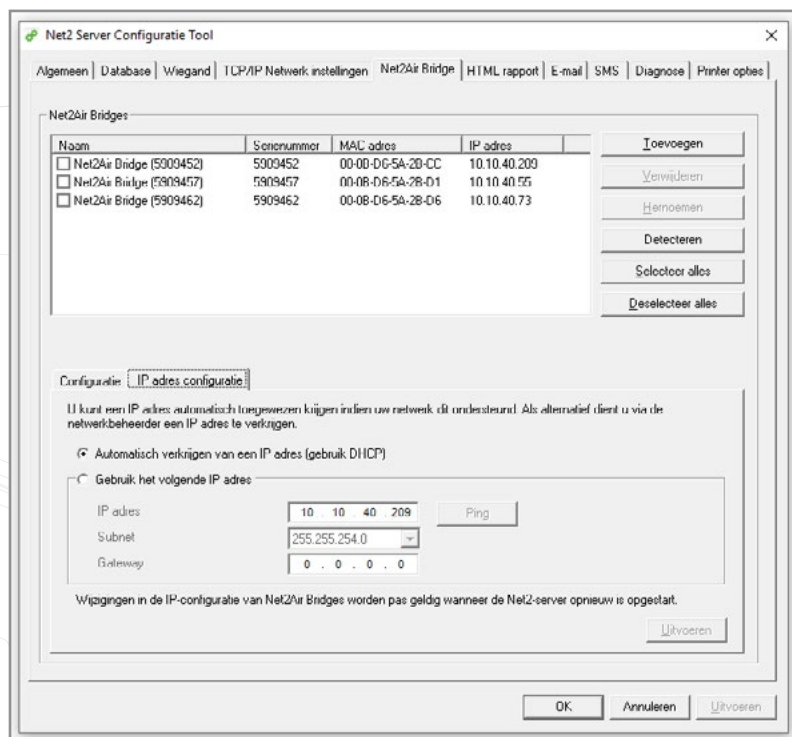 Net2 Server Configuratie Tool
Algemeen Database Wiegand TCP/IP Netwerk instellingen Net2Air Bridge HTML rapport E-mail SMS Diagnose Printer opties
Net2Air Bridges
Naam Serienummer MAC adres IP adres
Net2Air Bridge (5909452) 5909452 00-0B-D6-5A-2B-CC 10.10.40.209
Net2Air Bridge (5909457) 5909457 00-0B-D6-5A-2B-D1 10.10.40.55
Net2Air Bridge (5909462) 5909462 00-0B-D6-5A-2B-D6 10.10.40.73
Toevoegen
Verwijderen
Hernoemen
Detecteren
Selecteer alles
Deselecteer alles
Configuratie IP adres configuratie
U kunt een IP adres automatisch toegewezen krijgen indien uw netwerk dit ondersteund. Als alternatief dient u via de
netwerkbeheerder een IP adres te verkrijgen.
Automatisch verkrijgen van een IP adres (gebruik DHCP)
Gebruik het volgende IP adres
IP adres 10 . 10 . 40 . 209 Ping
Subnet 255.255.254.0
Gateway 0 . 0 . 0 . 0
Wijzigingen in de IP-configuratie van Net2Air Bridges worden pas geldig wanneer de Net2-server opnieuw is opgestart.
Uitvoeren
OK Annuleren Uitvoeren